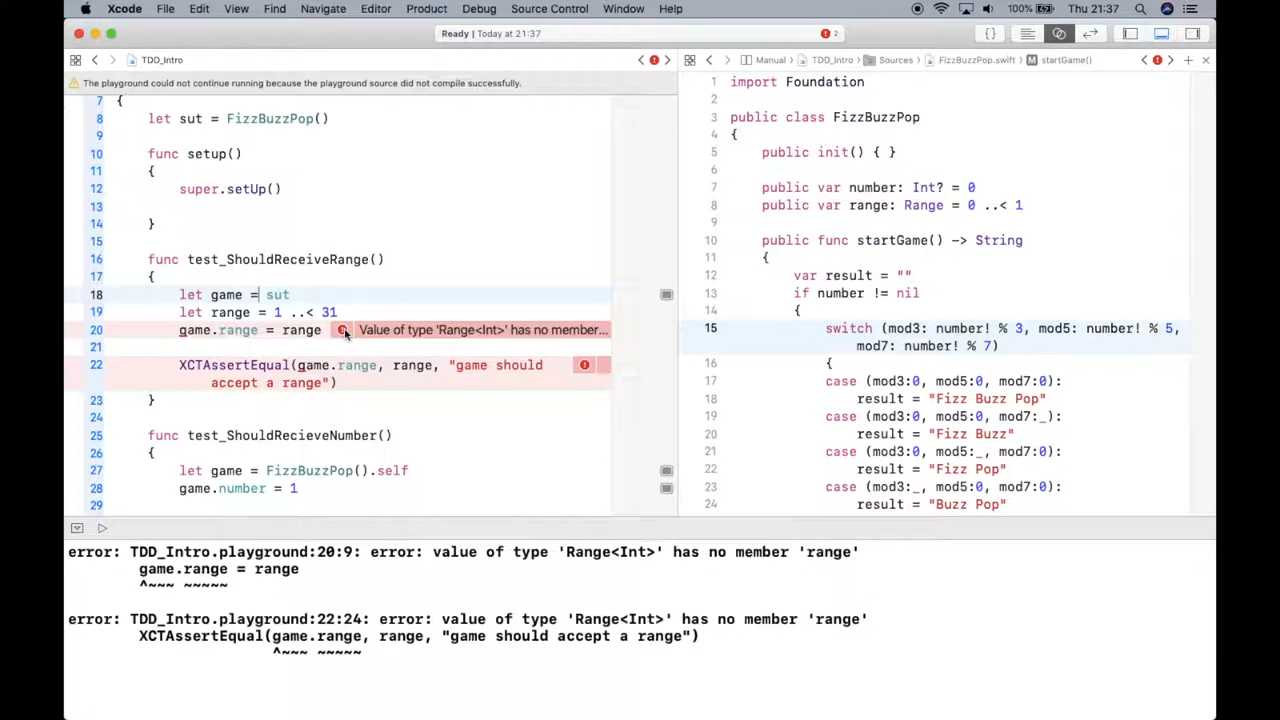 Xcode File Edit View Find Navigate Editor Product Debug Source Control Window Help 100% Thu 21:37
Ready | Today at 21:37 2 { }
TDD_Intro
Manual TDD_Intro Sources FizzBuzzPop.swift M startGame()
The playground could not continue running because the playground source did not compile successfully.
7 {
8 let sut = FizzBuzzPop()
9
10 func setup()
11 {
12 super.setUp()
13
14 }
15
16 func test_ShouldReceiveRange()
17 {
18 let game = sut
19 let range = 1 ..< 31
20 game.range = range Value of type 'Range<Int>' has no member...
21
22 XCTAssertEqual(game.range, range, "game should
accept a range")
23 }
24
25 func test_ShouldRecieveNumber()
26 {
27 let game = FizzBuzzPop().self
28 game.number = 1
29
1 import Foundation
2
3 public class FizzBuzzPop
4 {
5 public init() { }
6
7 public var number: Int? = 0
8 public var range: Range = 0 ..< 1
9
10 public func startGame() -> String
11 {
12 var result = ""
13 if number != nil
14 {
15 switch (mod3: number! % 3, mod5: number! % 5,
mod7: number! % 7)
16 {
17 case (mod3:0, mod5:0, mod7:0):
18 result = "Fizz Buzz Pop"
19 case (mod3:0, mod5:0, mod7:_):
20 result = "Fizz Buzz"
21 case (mod3:0, mod5:_, mod7:0):
22 result = "Fizz Pop"
23 case (mod3:_, mod5:0, mod7:0):
24 result = "Buzz Pop"
error: TDD_Intro.playground:20:9: error: value of type 'Range<Int>' has no member 'range'
game.range = range
^~~~ ~~~~~
error: TDD_Intro.playground:22:24: error: value of type 'Range<Int>' has no member 'range'
XCTAssertEqual(game.range, range, "game should accept a range")
^~~~ ~~~~~